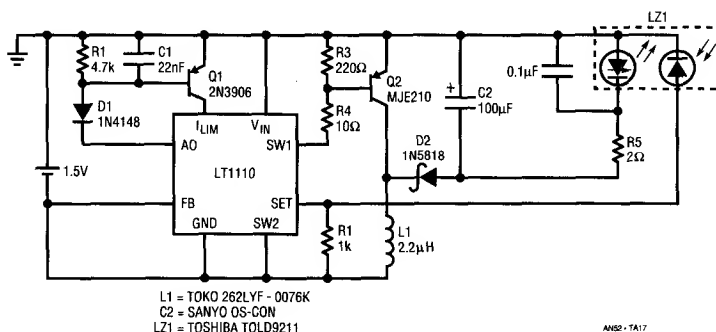 LZ1
R1
4.7k
C1
22nF
Q1
2N3906
R3
220Ω
Q2
MJE210
0.1µF
C2
100µF
+
D1
1N4148
ILIM
VIN
R4
10Ω
AO
SW1
D2
1N5818
R5
2Ω
1.5V
LT1110
FB
SET
GND
SW2
R1
1k
L1
2.2µH
L1 = TOKO 262LYF - 0076K
C2 = SANYO OS-CON
LZ1 = TOSHIBA TOLD9211
AN52 • TA17